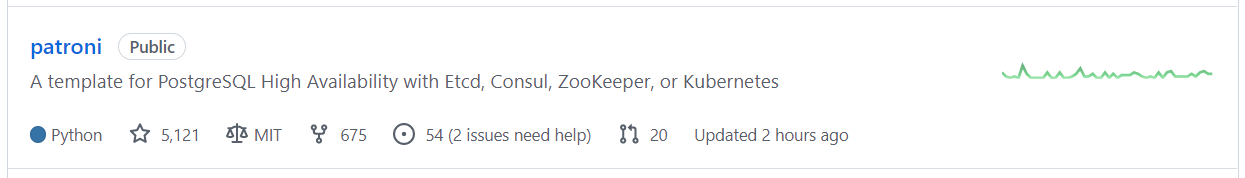 patroni Public
A template for PostgreSQL High Availability with Etcd, Consul, ZooKeeper, or Kubernetes
Python 5,121 MIT 675 54 (2 issues need help) 20 Updated 2 hours ago